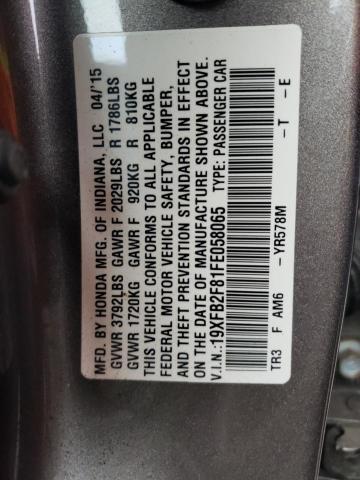 MFD. BY HONDA MFG. OF INDIANA, LLC 04/'15
GVWR 3792LBS GAWR F 2029LBS R 1786LBS
GVWR 1720KG GAWR F 920KG R 810KG
THIS VEHICLE CONFORMS TO ALL APPLICABLE
FEDERAL MOTOR VEHICLE SAFETY, BUMPER,
AND THEFT PREVENTION STANDARDS IN EFFECT
ON THE DATE OF MANUFACTURE SHOWN ABOVE.
V.I.N.:19XFB2F81FE058065 TYPE: PASSENGER CAR
TR3 F AM6 -YR578M -T -E